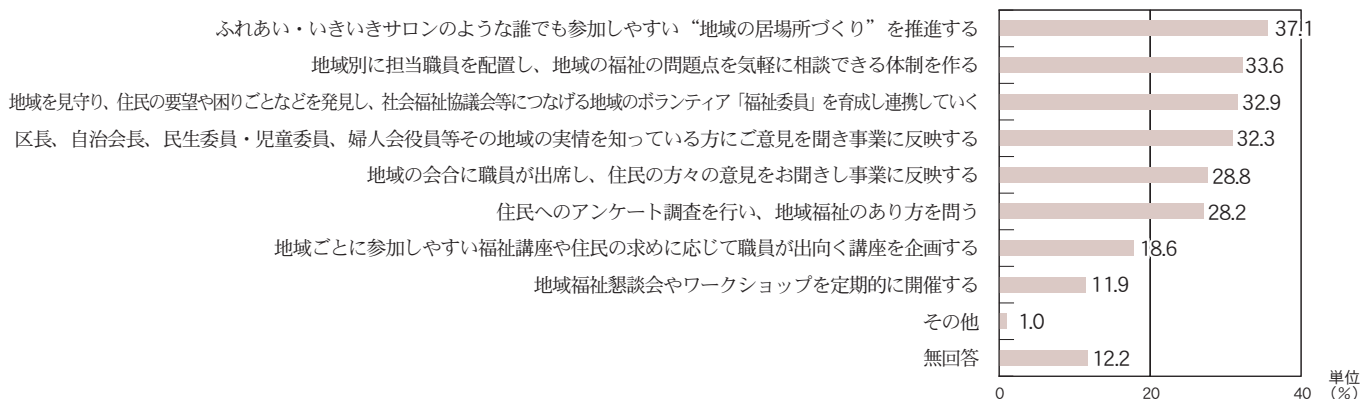 ふれあい・いきいきサロンのような誰でも参加しやすい“地域の居場所づくり”を推進する 37.1
地域別に担当職員を配置し、地域の福祉の問題点を気軽に相談できる体制を作る 33.6
地域を見守り、住民の要望や困りごとなどを発見し、社会福祉協議会等につなげる地域のボランティア「福祉委員」を育成し連携していく 32.9
区長、自治会長、民生委員・児童委員、婦人会役員等その地域の実情を知っている方にご意見を聞き事業に反映する 32.3
地域の会合に職員が出席し、住民の方々の意見をお聞きし事業に反映する 28.8
住民へのアンケート調査を行い、地域福祉のあり方を問う 28.2
地域ごとに参加しやすい福祉講座や住民の求めに応じて職員が出向く講座を企画する 18.6
地域福祉懇談会やワークショップを定期的に開催する 11.9
その他 1.0
無回答 12.2
0 20 40 単位
(%)